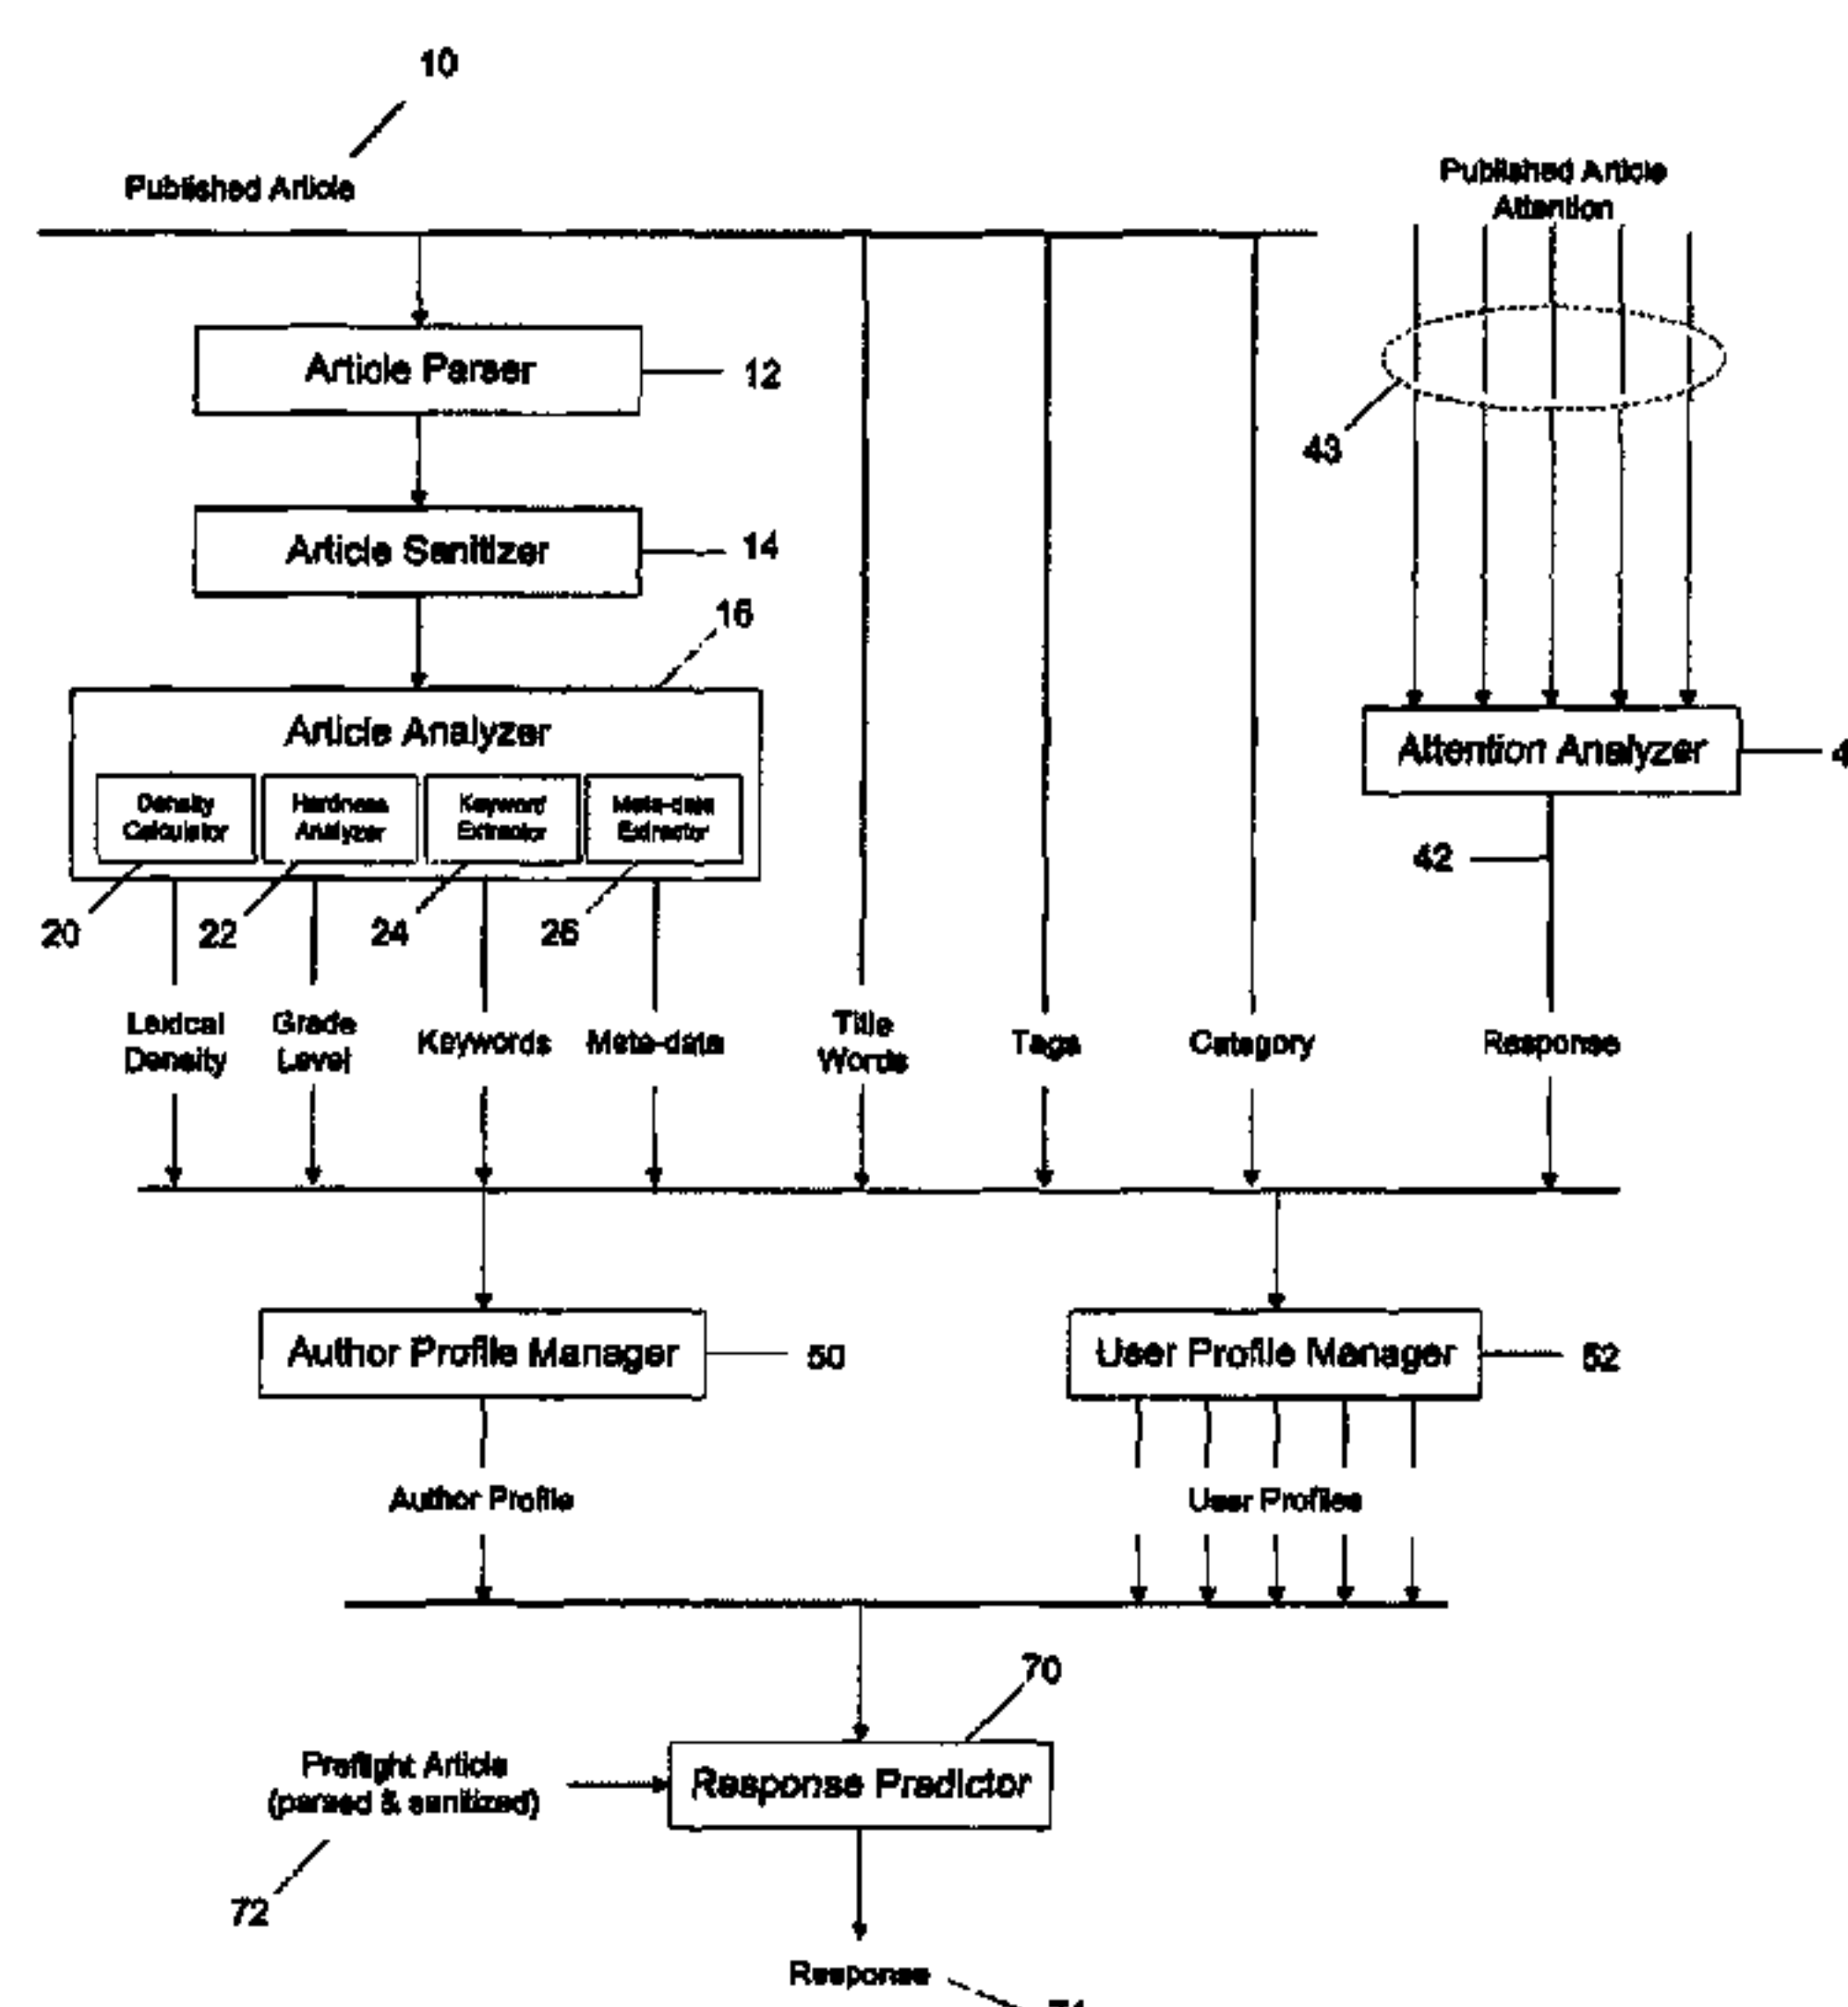 10
Published Article
Published Article
Attention
Article Parser
12
43
Article Sanitizer
14
16
Article Analyzer
Attention Analyzer
Density
Calculator
Hardness
Analyzer
Keyword
Extractor
Meta-data
Extractor
42
20
22
24
26
Lexical
Density
Grade
Level
Keywords
Meta-data
Title
Words
Tags
Category
Response
Author Profile Manager
50
User Profile Manager
52
Author Profile
User Profiles
70
Preflight Article
(parsed & sanitized)
Response Predictor
72
Response